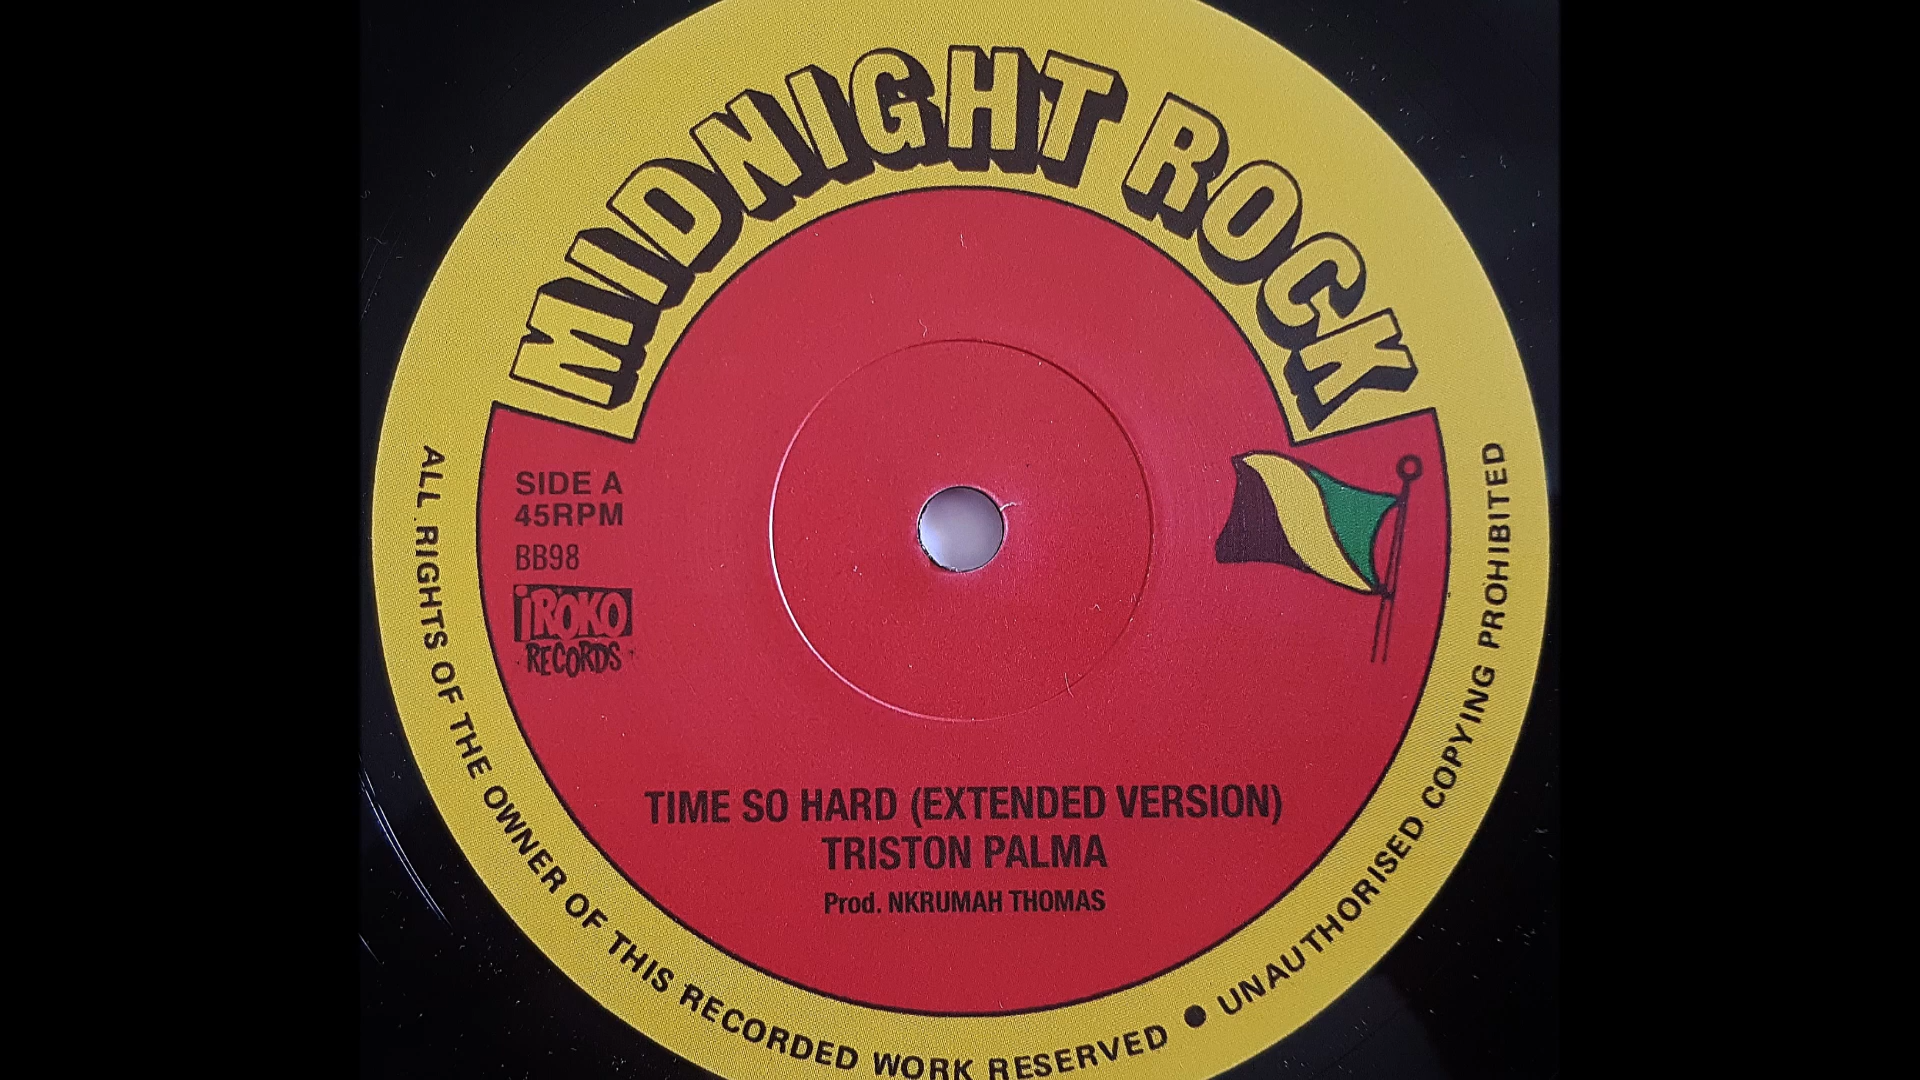 MIDNIGHT ROCK
SIDE A
45RPM
BB98
iROKO
RECORDS
TIME SO HARD (EXTENDED VERSION)
TRISTON PALMA
Prod. NKRUMAH THOMAS
ALL RIGHTS OF THE OWNER OF THIS RECORDED WORK RESERVED ● UNAUTHORISED COPYING PROHIBITED